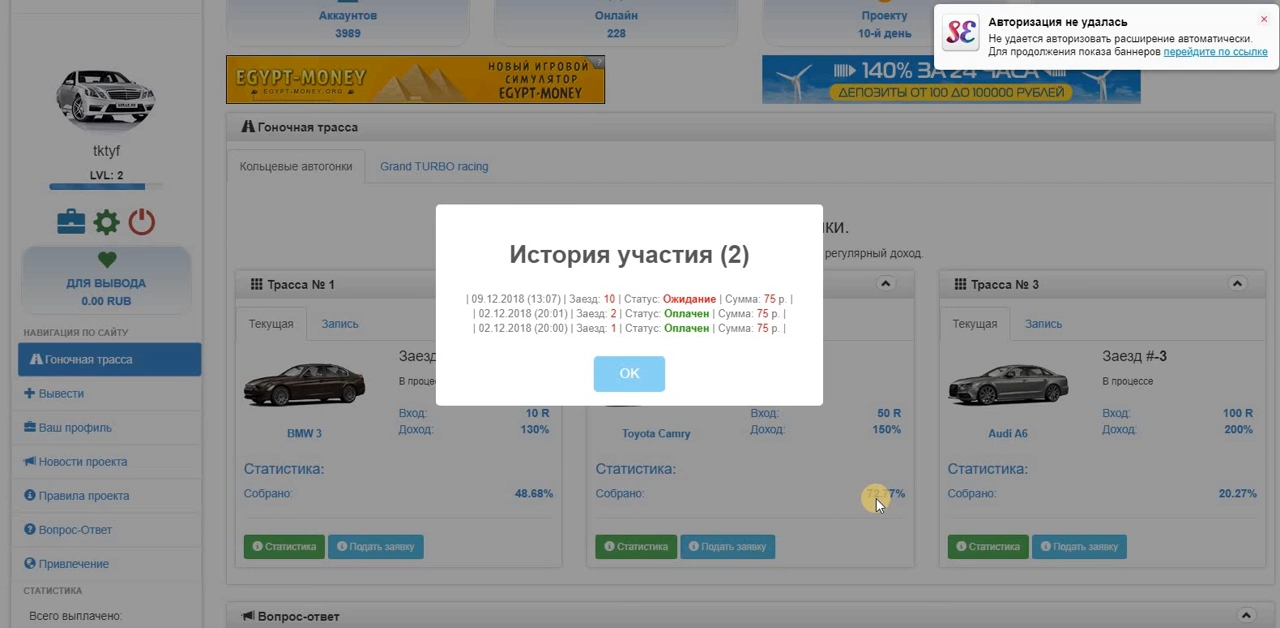 Аккаунтов
3989
Онлайн
228
Проекту
10-й день
Авторизация не удалась
Не удается авторизовать расширение автоматически.
Для продолжения показа баннеров перейдите по ссылке
EGYPT-MONEY
EGYPT-MONEY.ORG
НОВЫЙ ИГРОВОЙ
СИМУЛЯТОР
EGYPT-MONEY
140% ЗА 24 ЧАСА
ДЕПОЗИТЫ ОТ 100 ДО 100000 РУБЛЕЙ
tktyf
LVL: 2
ДЛЯ ВЫВОДА
0.00 RUB
НАВИГАЦИЯ ПО САЙТУ
Гоночная трасса
Вывести
Ваш профиль
Новости проекта
Правила проекта
Вопрос-Ответ
Привлечение
СТАТИСТИКА
Всего выплачено:
Гоночная трасса
Кольцевые автогонки
Grand TURBO racing
регулярный доход.
История участия (2)
| 09.12.2018 (13:07) | Заезд: 10 | Статус: Ожидание | Сумма: 75 р. |
| 02.12.2018 (20:01) | Заезд: 2 | Статус: Оплачен | Сумма: 75 р. |
| 02.12.2018 (20:00) | Заезд: 1 | Статус: Оплачен | Сумма: 75 р. |
OK
Трасса № 1
Текущая
Запись
Заезд
BMW 3
Вход: 10 R
Доход: 130%
Статистика:
Собрано: 48.68%
Статистика
Подать заявку
Toyota Camry
Вход: 50 R
Доход: 150%
Статистика:
Собрано:
Статистика
Подать заявку
Трасса № 3
Текущая
Запись
Заезд #-3
В процессе
Audi A6
Вход: 100 R
Доход: 200%
Статистика:
Собрано: 20.27%
Статистика
Подать заявку
Вопрос-ответ